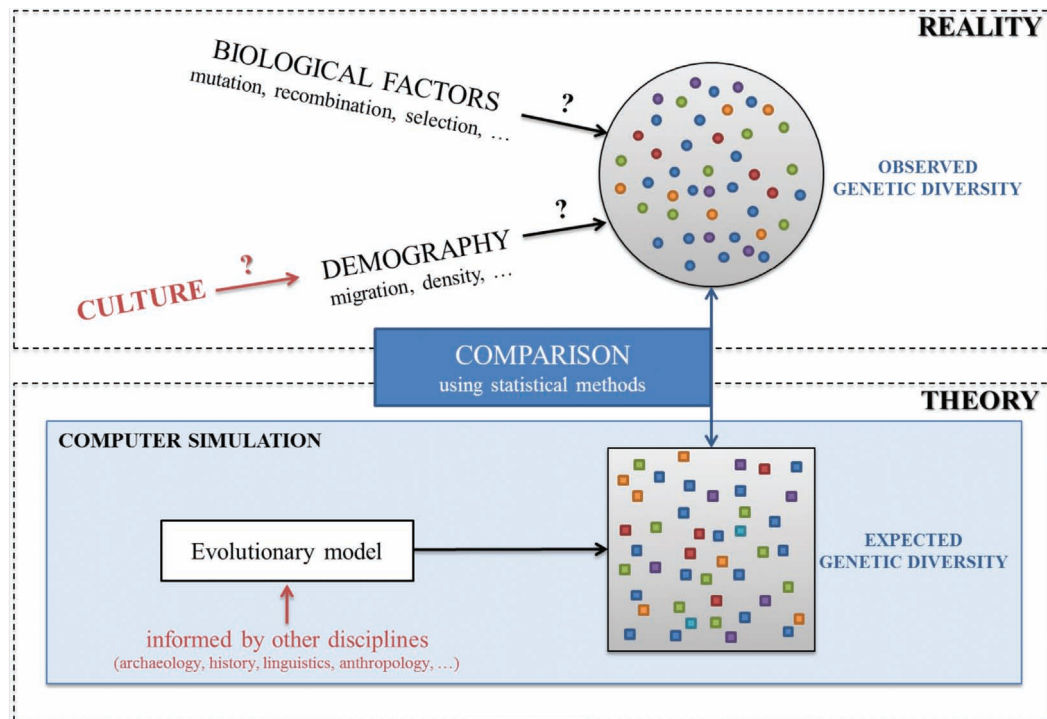 REALITY
BIOLOGICAL FACTORS
mutation, recombination, selection, …
?
OBSERVED
GENETIC DIVERSITY
?
DEMOGRAPHY
migration, density, …
?
CULTURE
COMPARISON
using statistical methods
THEORY
COMPUTER SIMULATION
Evolutionary model
EXPECTED
GENETIC DIVERSITY
informed by other disciplines
(archaeology, history, linguistics, anthropology, …)